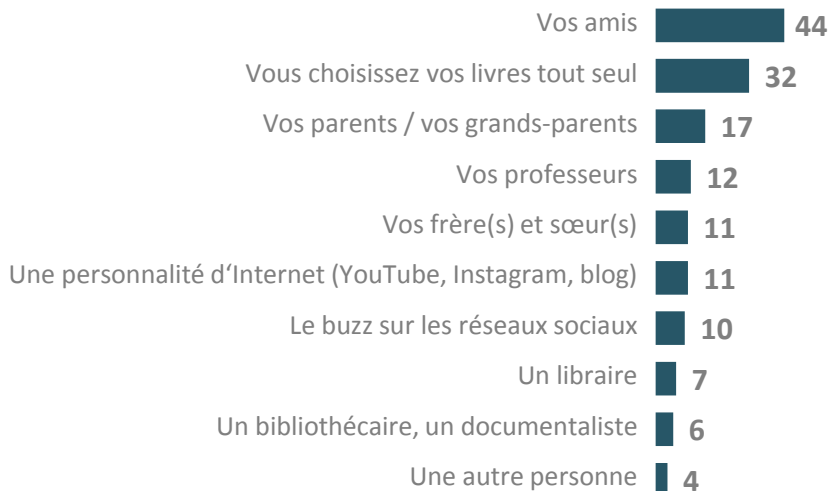 Vos amis 44
Vous choisissez vos livres tout seul 32
Vos parents / vos grands-parents 17
Vos professeurs 12
Vos frère(s) et sœur(s) 11
Une personnalité d‘Internet (YouTube, Instagram, blog) 11
Le buzz sur les réseaux sociaux 10
Un libraire 7
Un bibliothécaire, un documentaliste 6
Une autre personne 4